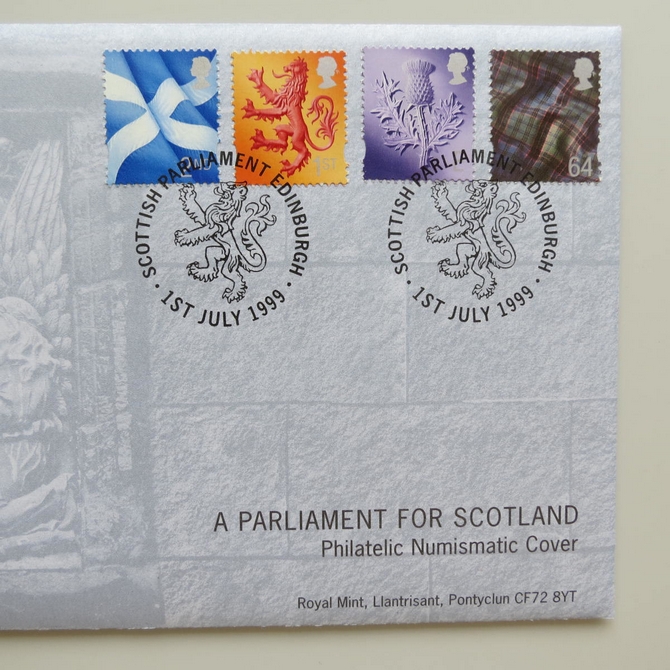 2ND
1ST
64
SCOTTISH PARLIAMENT EDINBURGH
· 1ST JULY 1999 ·
SCOTTISH PARLIAMENT EDINBURGH
· 1ST JULY 1999 ·
A PARLIAMENT FOR SCOTLAND
Philatelic Numismatic Cover
Royal Mint, Llantrisant, Pontyclun CF72 8YT